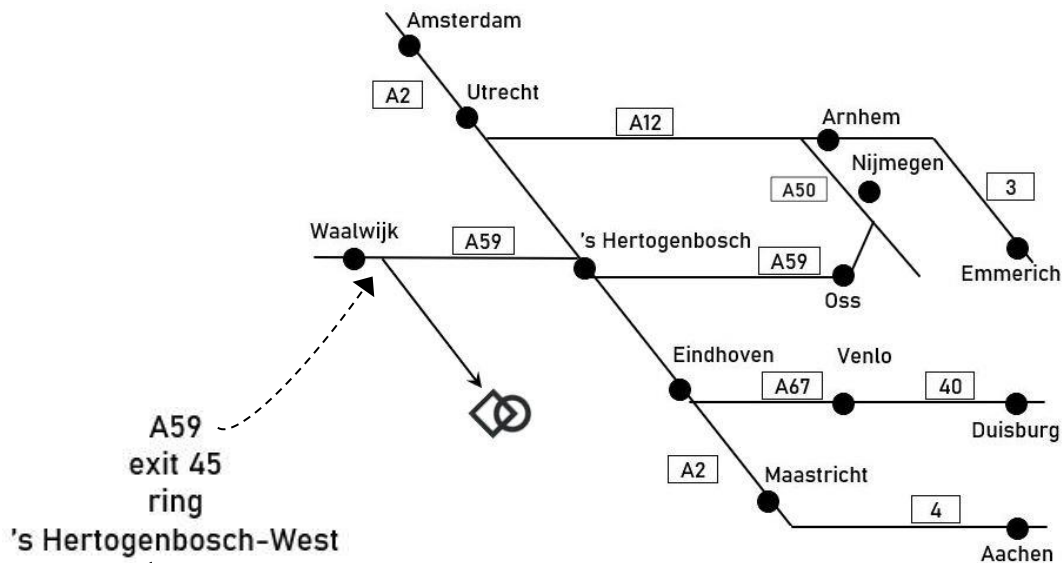 Amsterdam
A2
Utrecht
A12
Arnhem
Nijmegen
A50
3
Waalwijk
A59
's Hertogenbosch
A59
Emmerich
Oss
Eindhoven
Venlo
A67
40
A59
exit 45
ring
's Hertogenbosch-West
Duisburg
A2
Maastricht
4
Aachen